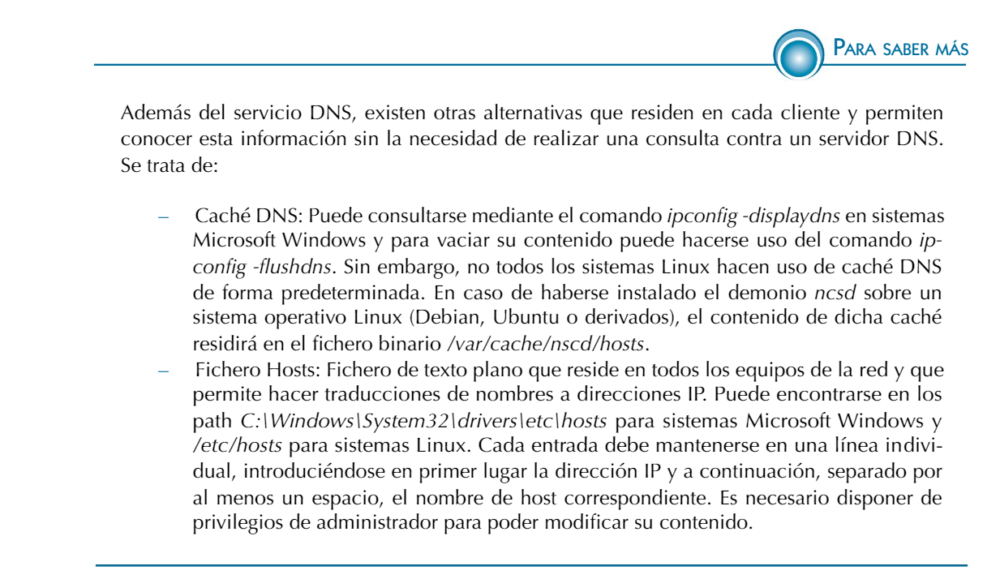 PARA SABER MÁS
Además del servicio DNS, existen otras alternativas que residen en cada cliente y permiten
conocer esta información sin la necesidad de realizar una consulta contra un servidor DNS.
Se trata de:
– Caché DNS: Puede consultarse mediante el comando ipconfig -displaydns en sistemas
Microsoft Windows y para vaciar su contenido puede hacerse uso del comando ip-
config -flushdns. Sin embargo, no todos los sistemas Linux hacen uso de caché DNS
de forma predeterminada. En caso de haberse instalado el demonio ncsd sobre un
sistema operativo Linux (Debian, Ubuntu o derivados), el contenido de dicha caché
residirá en el fichero binario /var/cache/nscd/hosts.
– Fichero Hosts: Fichero de texto plano que reside en todos los equipos de la red y que
permite hacer traducciones de nombres a direcciones IP. Puede encontrarse en los
path C:\Windows\System32\drivers\etc\hosts para sistemas Microsoft Windows y
/etc/hosts para sistemas Linux. Cada entrada debe mantenerse en una línea indivi-
dual, introduciéndose en primer lugar la dirección IP y a continuación, separado por
al menos un espacio, el nombre de host correspondiente. Es necesario disponer de
privilegios de administrador para poder modificar su contenido.